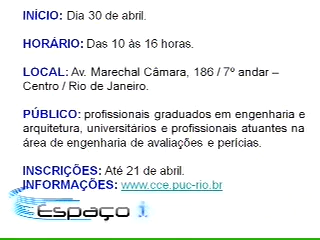 INÍCIO: Dia 30 de abril.
HORÁRIO: Das 10 às 16 horas.
LOCAL: Av. Marechal Câmara, 186 / 7º andar –
Centro / Rio de Janeiro.
PÚBLICO: profissionais graduados em engenharia e
arquitetura, universitários e profissionais atuantes na
área de engenharia de avaliações e perícias.
INSCRIÇÕES: Até 21 de abril.
INFORMAÇÕES: www.cce.puc-rio.br
Espaço i